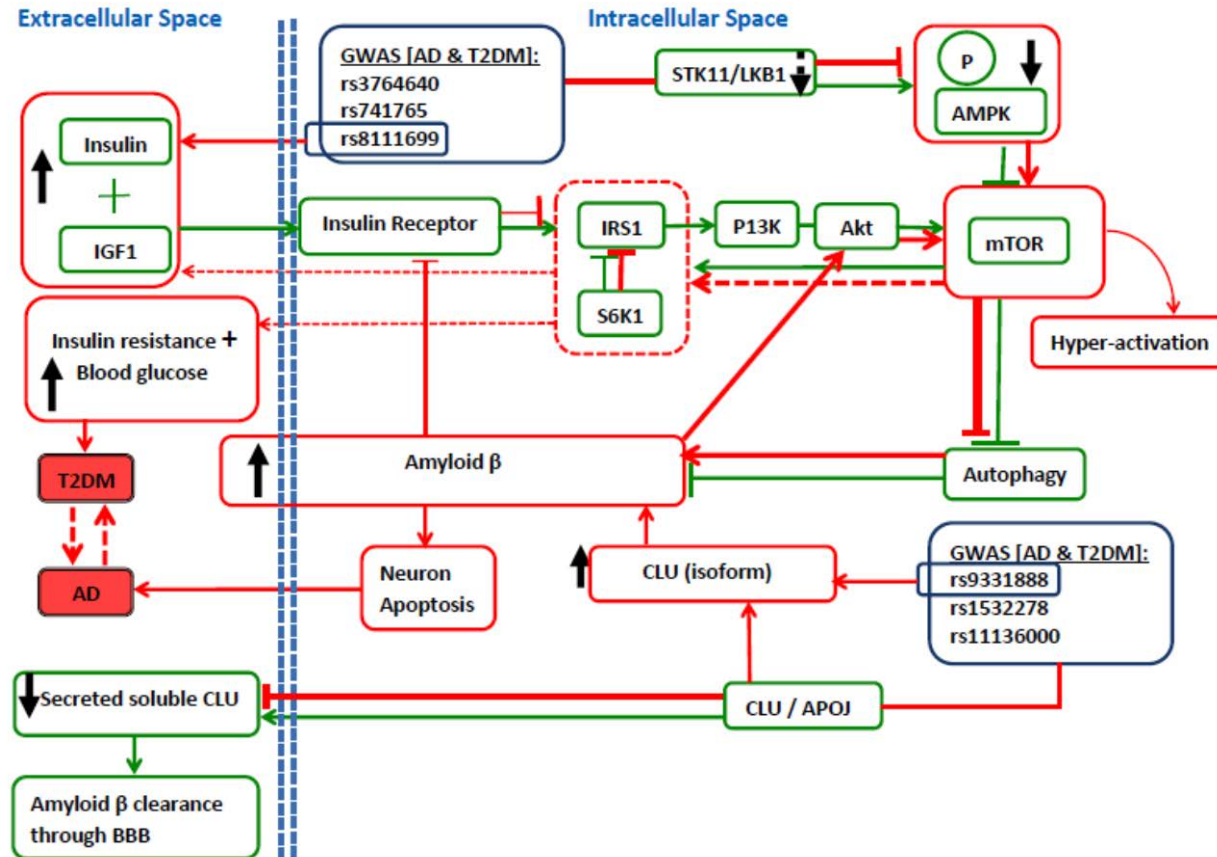 Extracellular Space
Intracellular Space
GWAS [AD & T2DM]:
rs3764640
rs741765
rs8111699
STK11/LKB1
P
AMPK
Insulin
+
IGF1
Insulin Receptor
IRS1
P13K
Akt
mTOR
S6K1
Insulin resistance +
Blood glucose
Hyper-activation
T2DM
Amyloid β
Autophagy
AD
Neuron
Apoptosis
CLU (isoform)
GWAS [AD & T2DM]:
rs9331888
rs1532278
rs11136000
Secreted soluble CLU
CLU / APOJ
Amyloid β clearance
through BBB